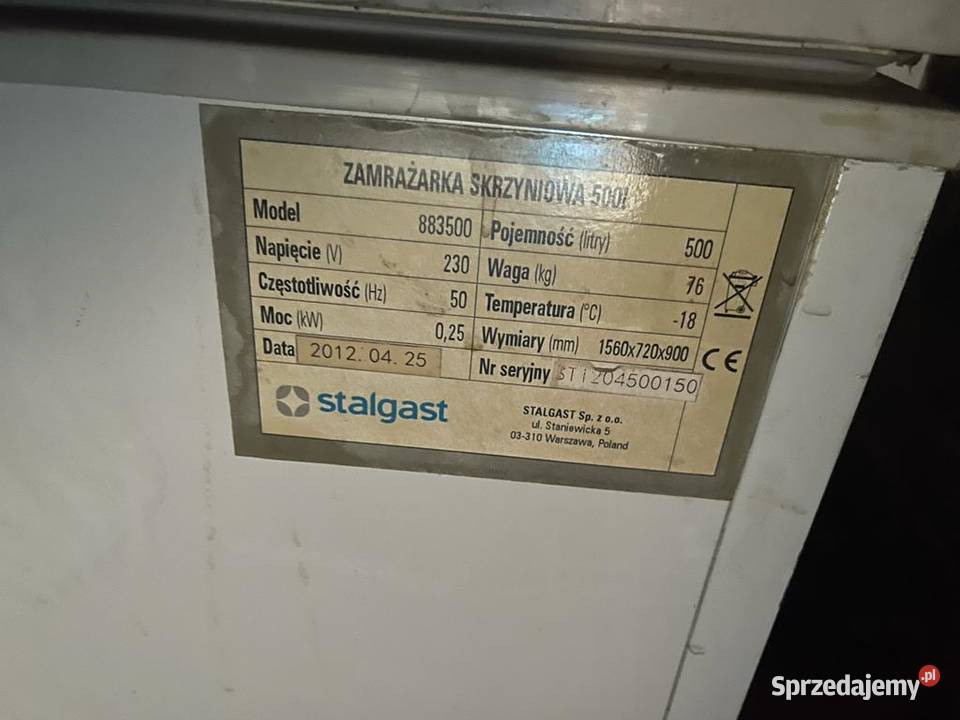 ZAMRAŻARKA SKRZYNIOWA 500l
Model 883500
Napięcie (V) 230
Częstotliwość (Hz) 50
Moc (kW) 0,25
Data 2012. 04. 25
Pojemność (litry) 500
Waga (kg) 76
Temperatura (°C) -18
Wymiary (mm) 1560x720x900
Nr seryjny ST1204500150
CE
stalgast
STALGAST Sp. z o.o.
ul. Staniewicka 5
03-310 Warszawa, Poland
Sprzedajemy.pl